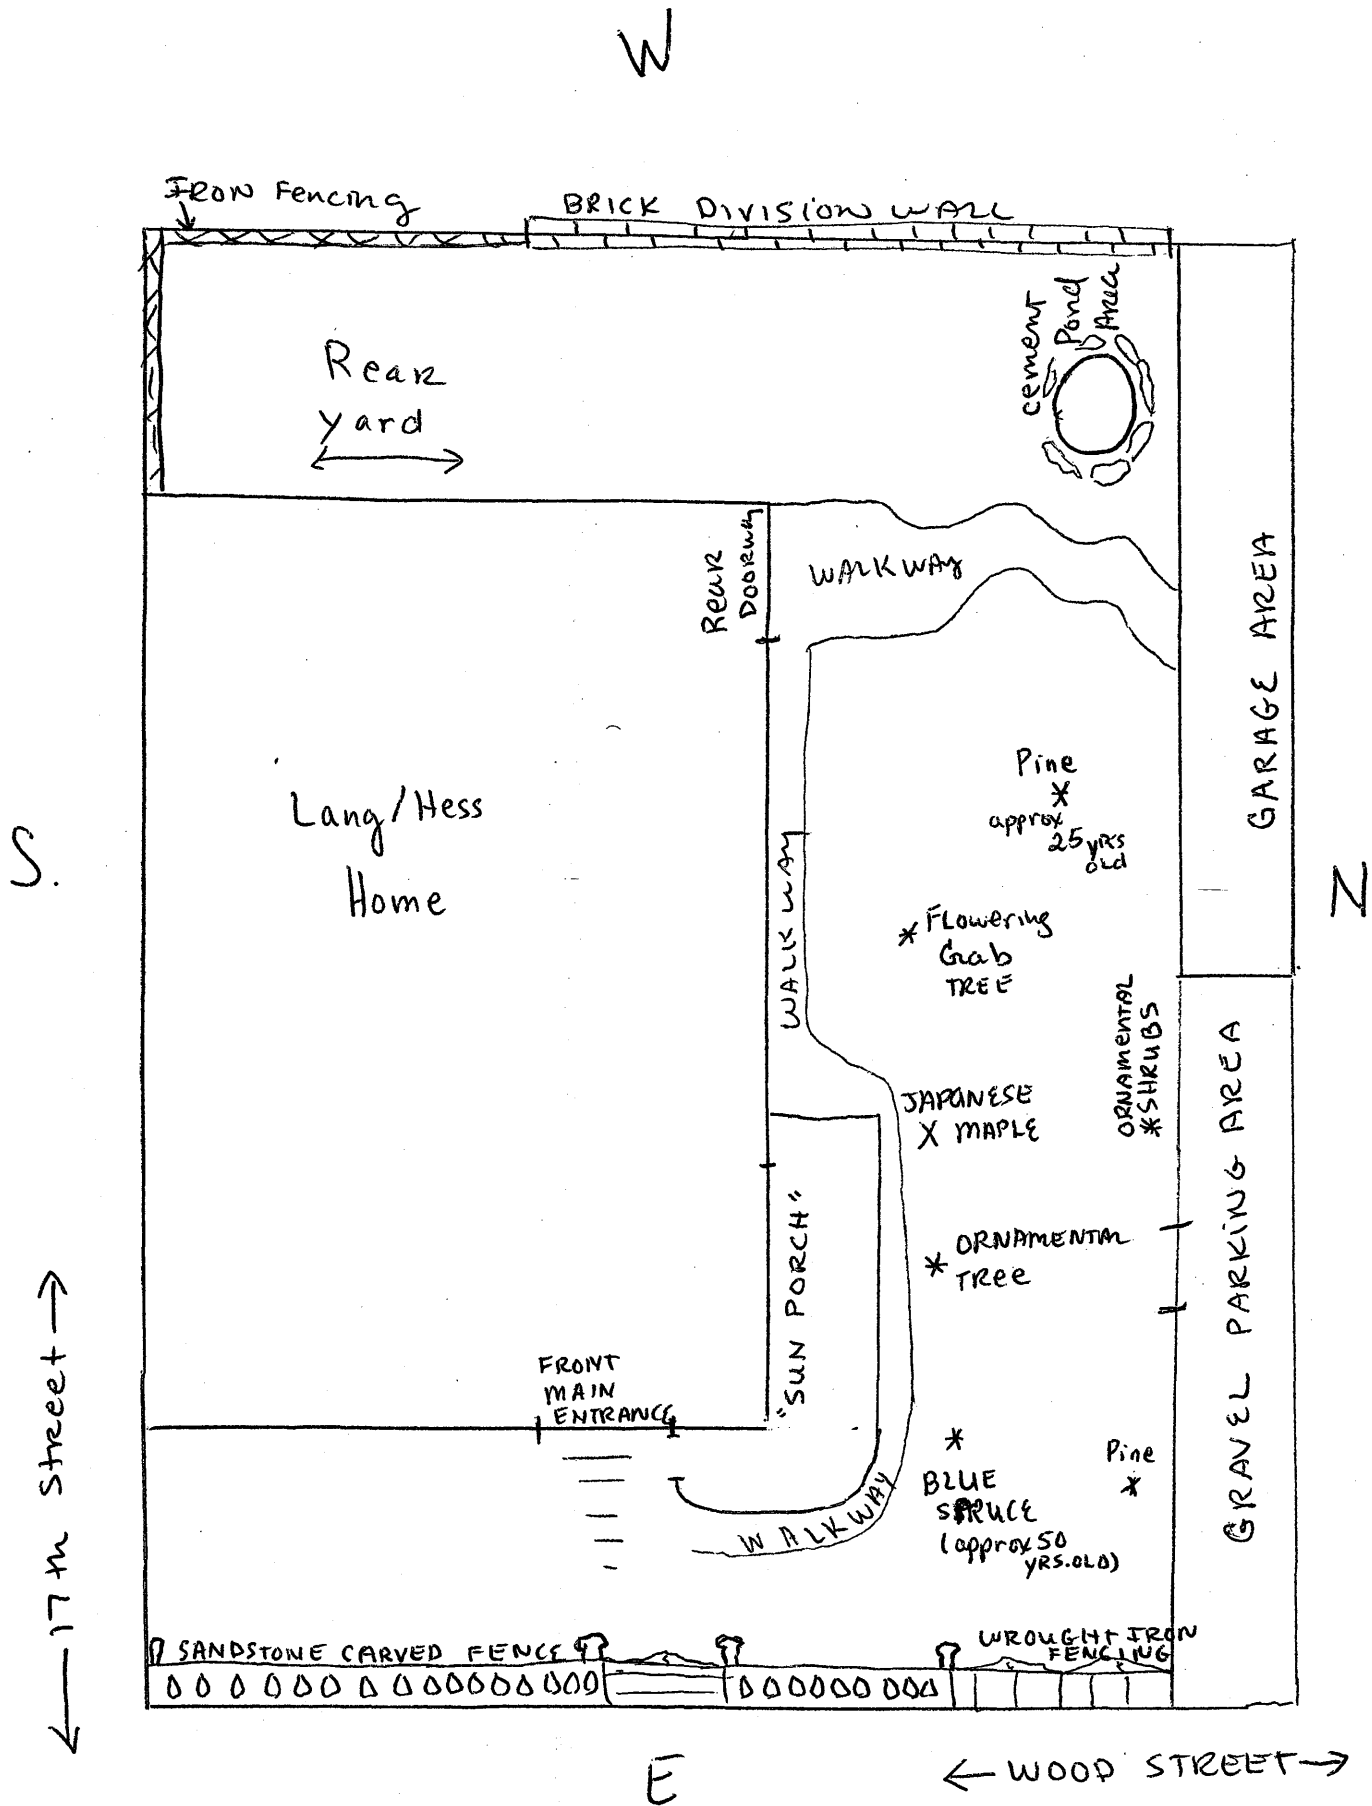 W
IRON Fencing
BRICK DIVISION WALL
cement
Pond
Area
Rear
yard
Rear
Doorway
WALKWAY
GARAGE AREA
Pine
approx
25 yrs
old
Lang/Hess
Home
S.
N
WALKWAY
Flowering
Crab
TREE
ORNAMENTAL
SHRUBS
JAPANESE
MAPLE
GRAVEL PARKING AREA
"SUN PORCH"
ORNAMENTAL
TRee
17TH Street
FRONT
MAIN
ENTRANCE
BLUE
SPRUCE
(approx 50
YRS. OLD)
Pine
WALKWAY
SANDSTONE CARVED FENCE
WROUGHT IRON
FENCING
E
WOOD STREET